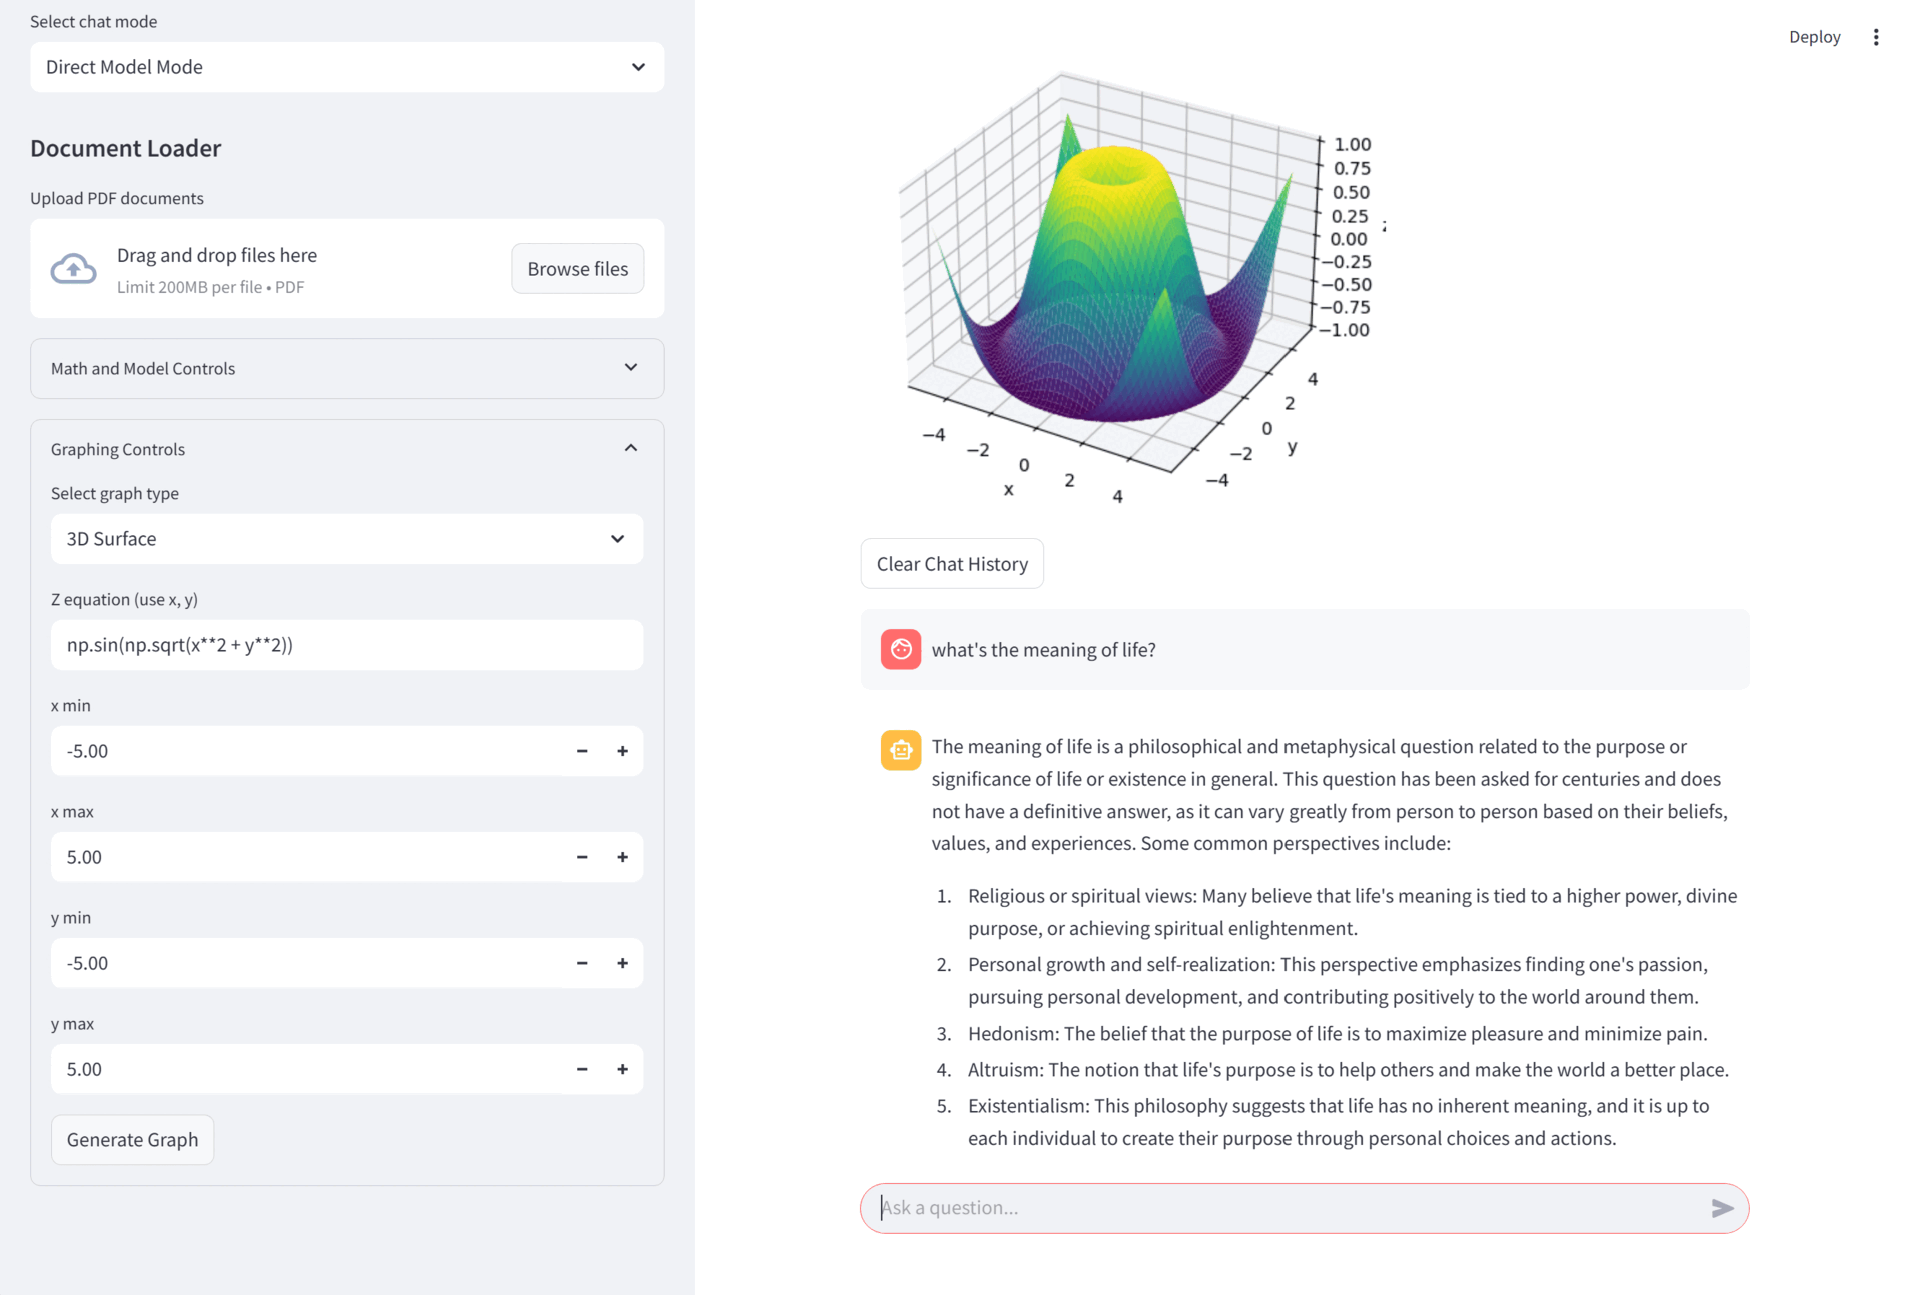 Select chat mode
Direct Model Mode
Document Loader
Upload PDF documents
Drag and drop files here
Limit 200MB per file • PDF
Browse files
Math and Model Controls
Graphing Controls
Select graph type
3D Surface
Z equation (use x, y)
np.sin(np.sqrt(x**2 + y**2))
x min
-5.00
x max
5.00
y min
-5.00
y max
5.00
Generate Graph
Deploy
1.00
0.75
0.50
0.25
0.00
−0.25
−0.50
−0.75
−1.00
4
2
0
−2
−4
y
−4
−2
0
2
4
x
Clear Chat History
what's the meaning of life?
The meaning of life is a philosophical and metaphysical question related to the purpose or
significance of life or existence in general. This question has been asked for centuries and does
not have a definitive answer, as it can vary greatly from person to person based on their beliefs,
values, and experiences. Some common perspectives include:
1. Religious or spiritual views: Many believe that life's meaning is tied to a higher power, divine
purpose, or achieving spiritual enlightenment.
2. Personal growth and self-realization: This perspective emphasizes finding one's passion,
pursuing personal development, and contributing positively to the world around them.
3. Hedonism: The belief that the purpose of life is to maximize pleasure and minimize pain.
4. Altruism: The notion that life's purpose is to help others and make the world a better place.
5. Existentialism: This philosophy suggests that life has no inherent meaning, and it is up to
each individual to create their purpose through personal choices and actions.
Ask a question...